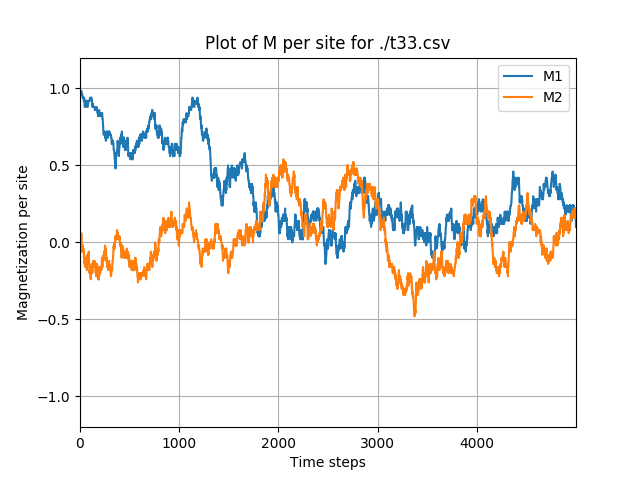 Plot of M per site for ./t33.csv
M1
M2
Magnetization per site
1.0
0.5
0.0
−0.5
−1.0
0 1000 2000 3000 4000
Time steps